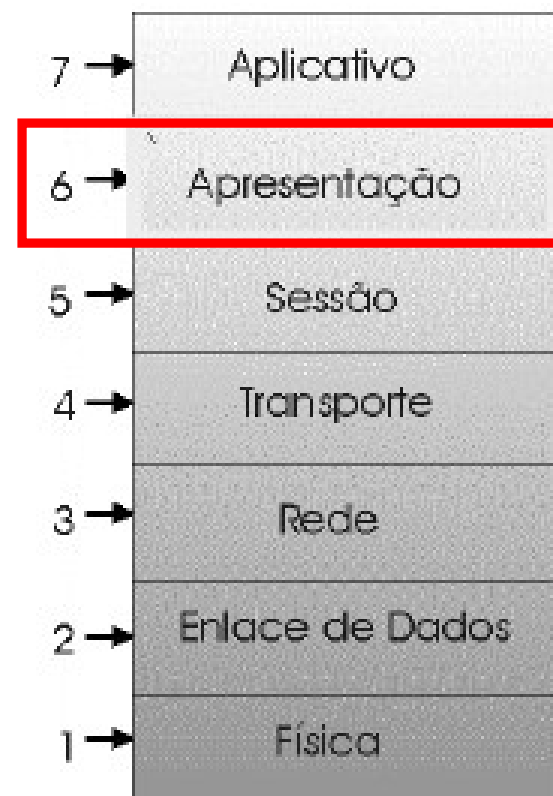 7 Aplicativo
6 Apresentação
5 Sessão
4 Transporte
3 Rede
2 Enlace de Dados
1 Física